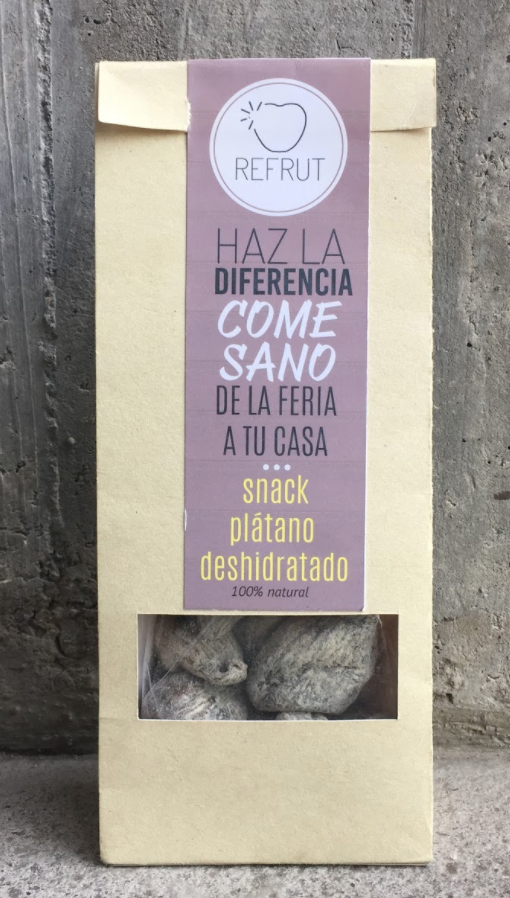 REFRUT
HAZ LA
DIFERENCIA
COME
SANO
DE LA FERIA
A TU CASA
•••
snack
plátano
deshidratado
100% natural